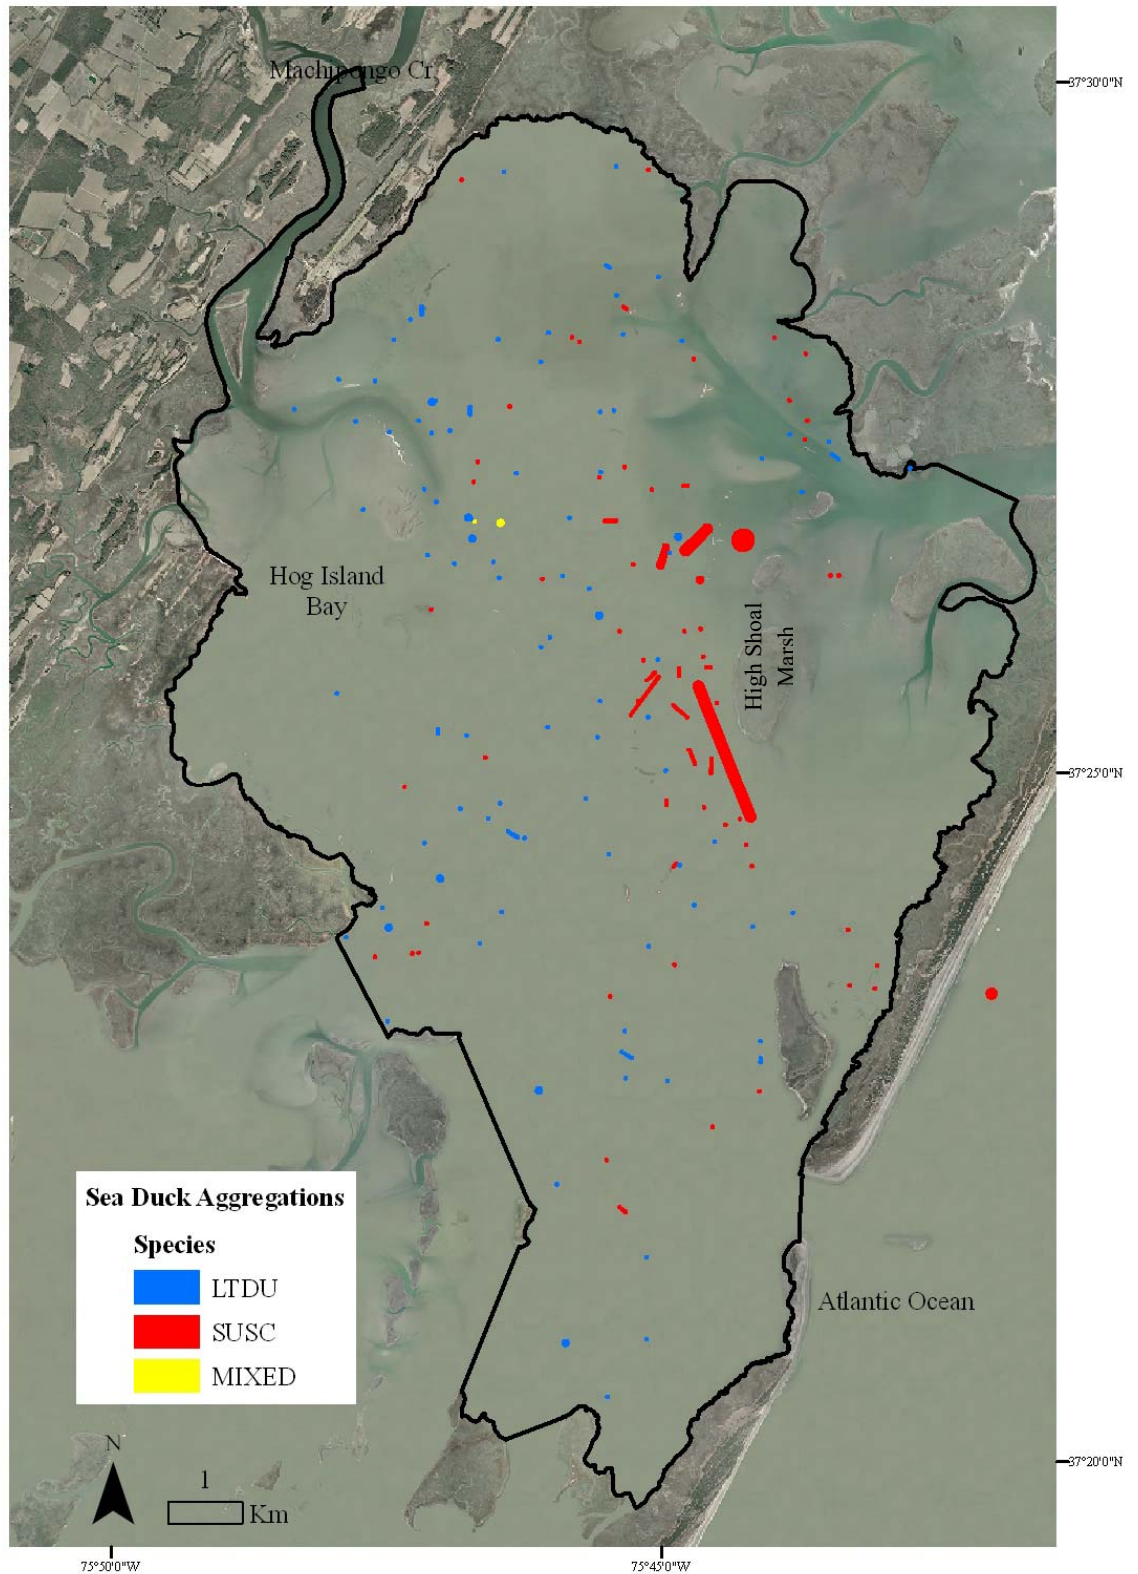 Machipongo Cr.
37°30'0"N
Hog Island
Bay
High Shoal
Marsh
37°25'0"N
Sea Duck Aggregations
Species
LTDU
SUSC
MIXED
Atlantic Ocean
N
1
Km
37°20'0"N
75°50'0"W
75°45'0"W